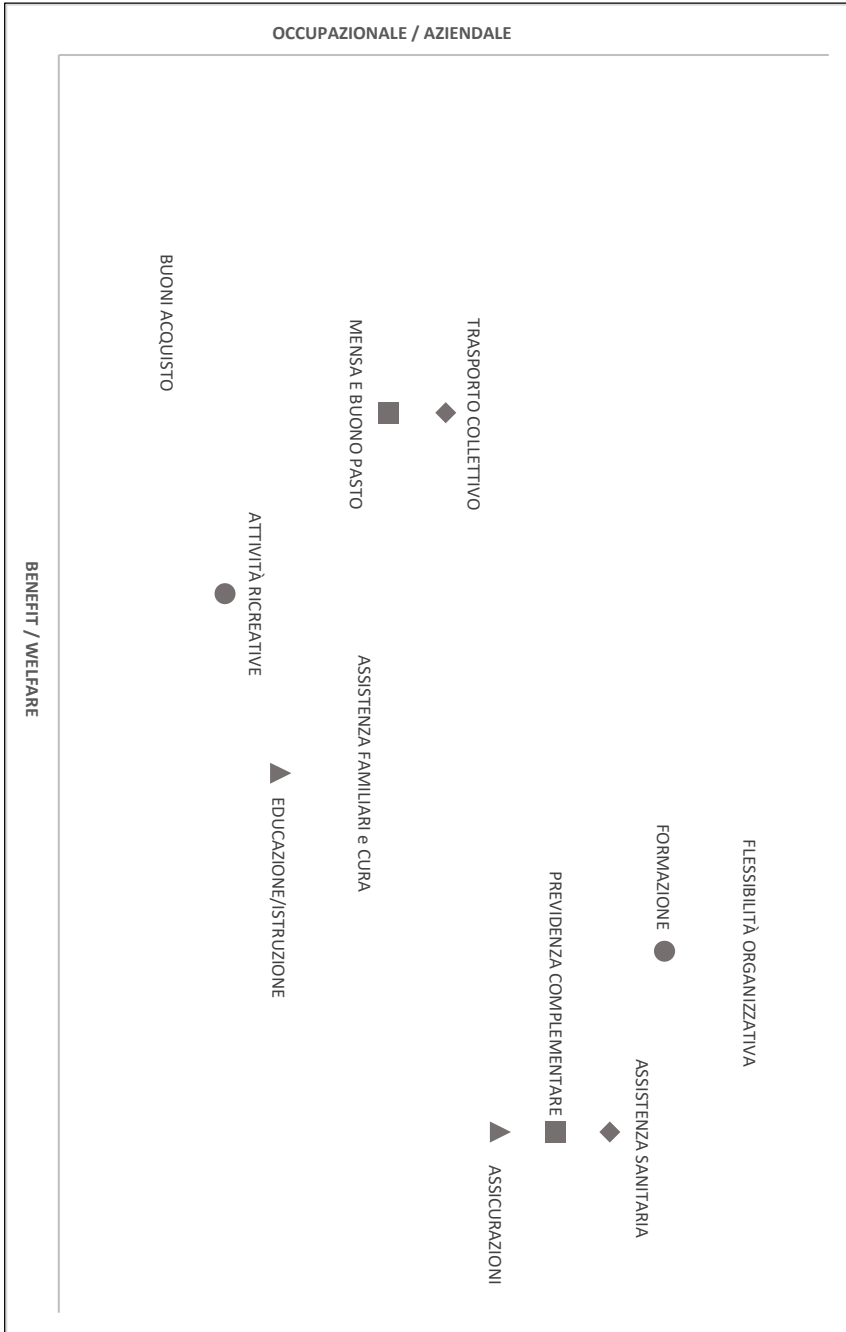 OCCUPAZIONALE / AZIENDALE
FLESSIBILITÀ ORGANIZZATIVA
FORMAZIONE
ASSISTENZA SANITARIA
PREVIDENZA COMPLEMENTARE
ASSICURAZIONI
TRASPORTO COLLETTIVO
MENSA E BUONO PASTO
ASSISTENZA FAMILIARI e CURA
EDUCAZIONE/ISTRUZIONE
ATTIVITÀ RICREATIVE
BUONI ACQUISTO
BENEFIT / WELFARE